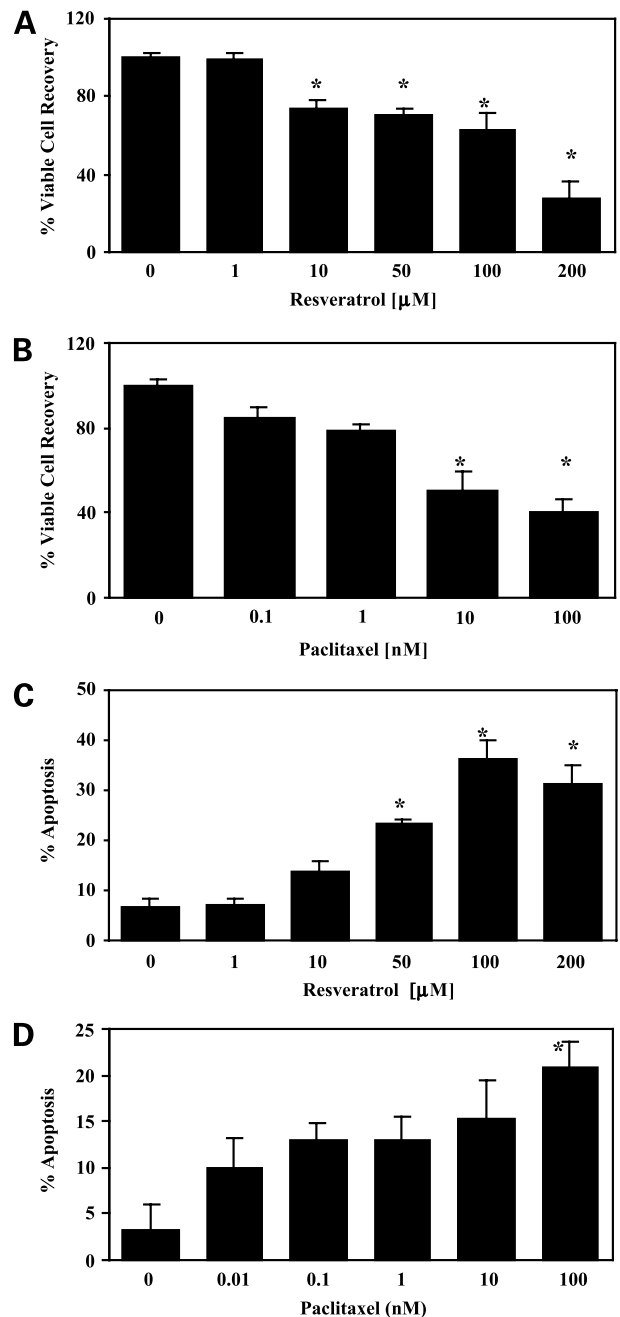 A
% Viable Cell Recovery
120
80
40
0
*
*
*
*
0 1 10 50 100 200
Resveratrol [μM]
B
% Viable Cell Recovery
120
80
40
0
*
*
0 0.1 1 10 100
Paclitaxel [nM]
C
% Apoptosis
50
40
30
20
10
0
*
*
*
0 1 10 50 100 200
Resveratrol [μM]
D
% Apoptosis
25
20
15
10
5
0
*
0 0.01 0.1 1 10 100
Paclitaxel (nM)